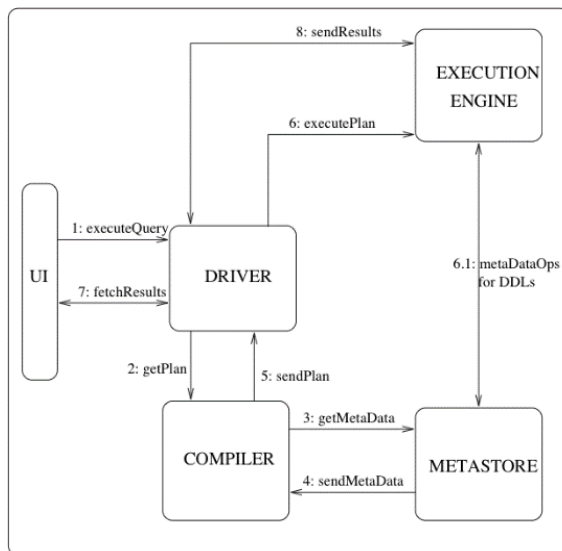 8: sendResults
EXECUTION
ENGINE
6: executePlan
1: executeQuery
UI
DRIVER
7: fetchResults
6.1: metaDataOps
for DDLs
2: getPlan
5: sendPlan
3: getMetaData
COMPILER
METASTORE
4: sendMetaData